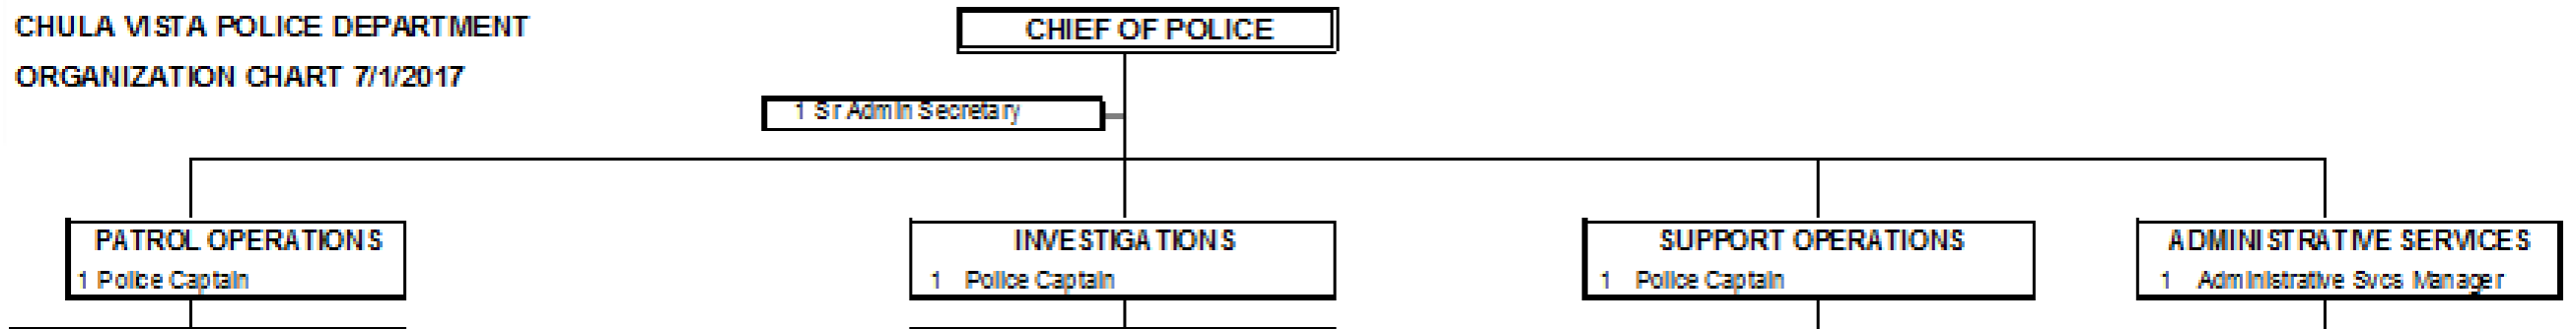 CHULA VISTA POLICE DEPARTMENT
ORGANIZATION CHART 7/1/2017
CHIEF OF POLICE
1 Sr Admin Secretary
PATROL OPERATIONS
1 Police Captain
INVESTIGATIONS
1 Police Captain
SUPPORT OPERATIONS
1 Police Captain
ADMINISTRATIVE SERVICES
1 Administrative Svcs Manager